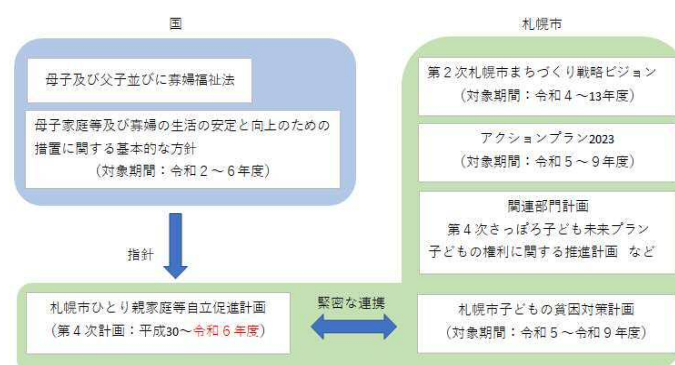 国
母子及び父子並びに寡婦福祉法
母子家庭等及び寡婦の生活の安定と向上のための
措置に関する基本的な方針
（対象期間：令和２～６年度）
指針
札幌市
第２次札幌市まちづくり戦略ビジョン
（対象期間：令和４～13年度）
アクションプラン2023
（対象期間：令和５～９年度）
関連部門計画
第４次さっぽろ子ども未来プラン
子どもの権利に関する推進計画 など
札幌市ひとり親家庭等自立促進計画
（第４次計画：平成30～令和６年度）
緊密な連携
札幌市子どもの貧困対策計画
（対象期間：令和５～令和９年度）